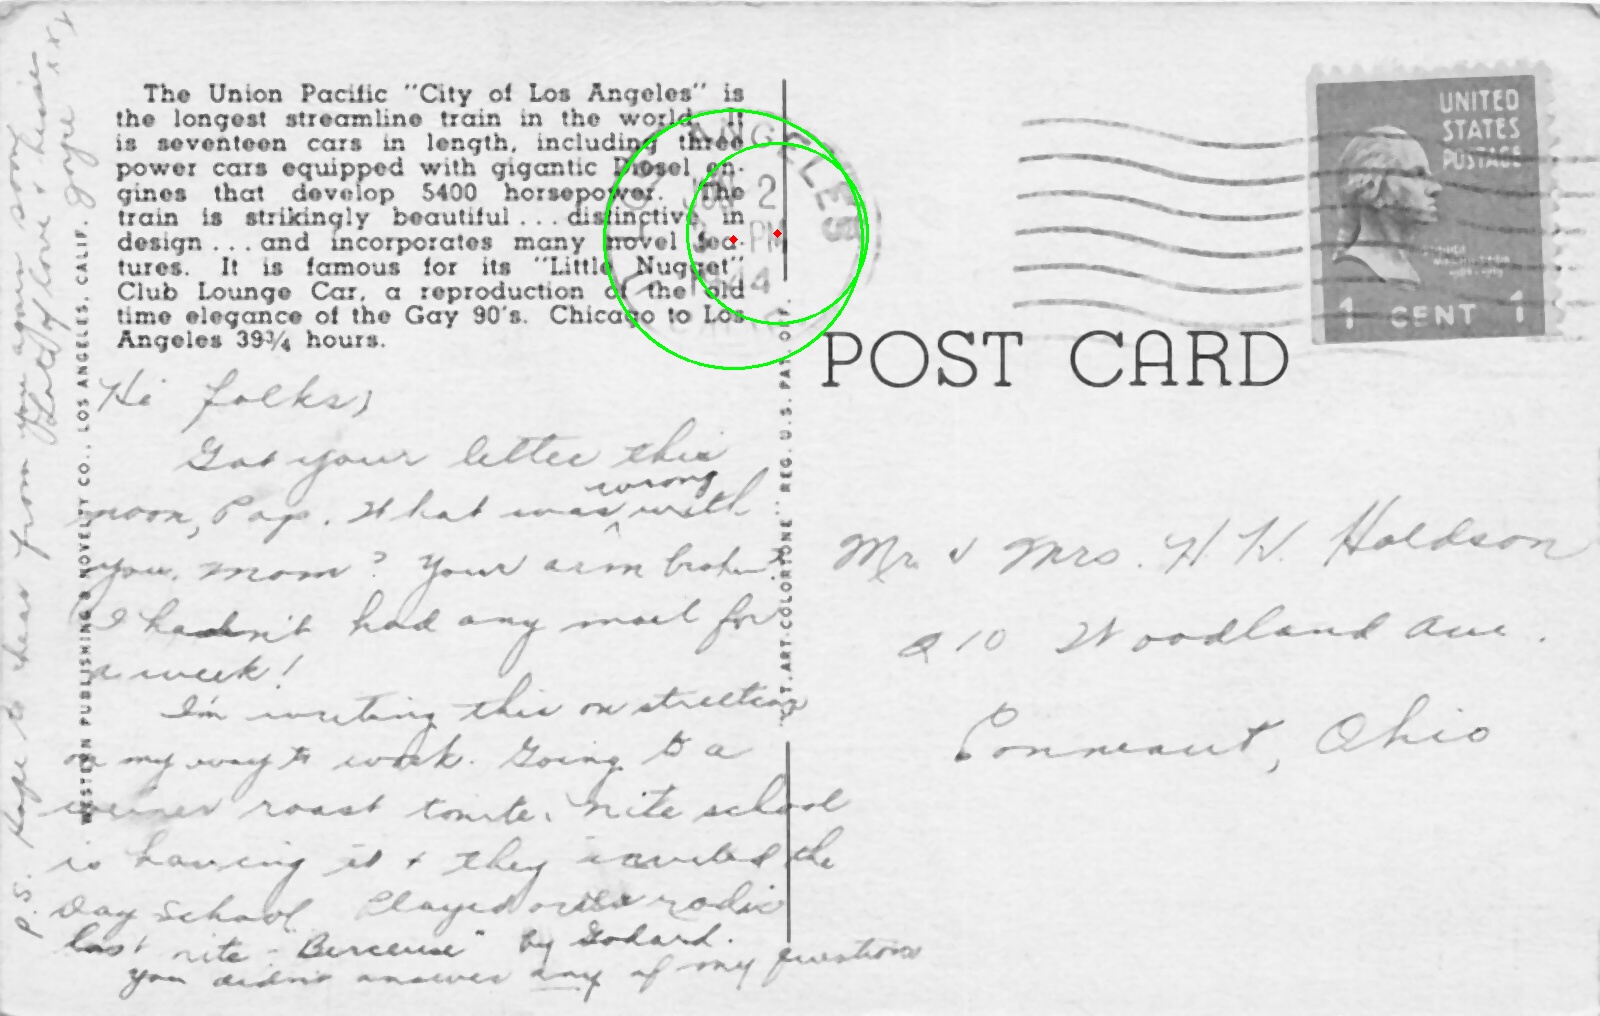 The Union Pacific "City of Los Angeles" is
the longest streamline train in the world. It
is seventeen cars in length, including three
power cars equipped with gigantic Diesel en-
gines that develop 5400 horsepower. The
train is strikingly beautiful ... distinctive in
design ... and incorporates many novel fea-
tures. It is famous for its "Little Nugget"
Club Lounge Car, a reproduction of the old
time elegance of the Gay 90's. Chicago to Los
Angeles 39¾ hours.
ANGELES
2
PM
1944
UNITED
STATES
POSTAGE
1 CENT 1
POST CARD
WESTERN PUBLISHING & NOVELTY CO., LOS ANGELES, CALIF.
"C.T. ART-COLORTONE" REG. U.S. PAT. OFF.
Hi folks,
Got your letter this
noon, Pop. What was wrong with
you, mom? Your arm broken?
I hadn't had any mail for
a week!
I'm writing this on streetcar
on my way to work. Going to a
weiner roast tonite. Nite school
is having it & they invited the
Day School. Played over radio
last nite - "Berceuse" by Godard.
You didn't answer any of my questions
P.S. Hope to hear from you again soon
Lots of love & kisses
Joyce xxx
Mr & Mrs. H. W. Holdson
210 Woodland Ave.
Conneaut, Ohio